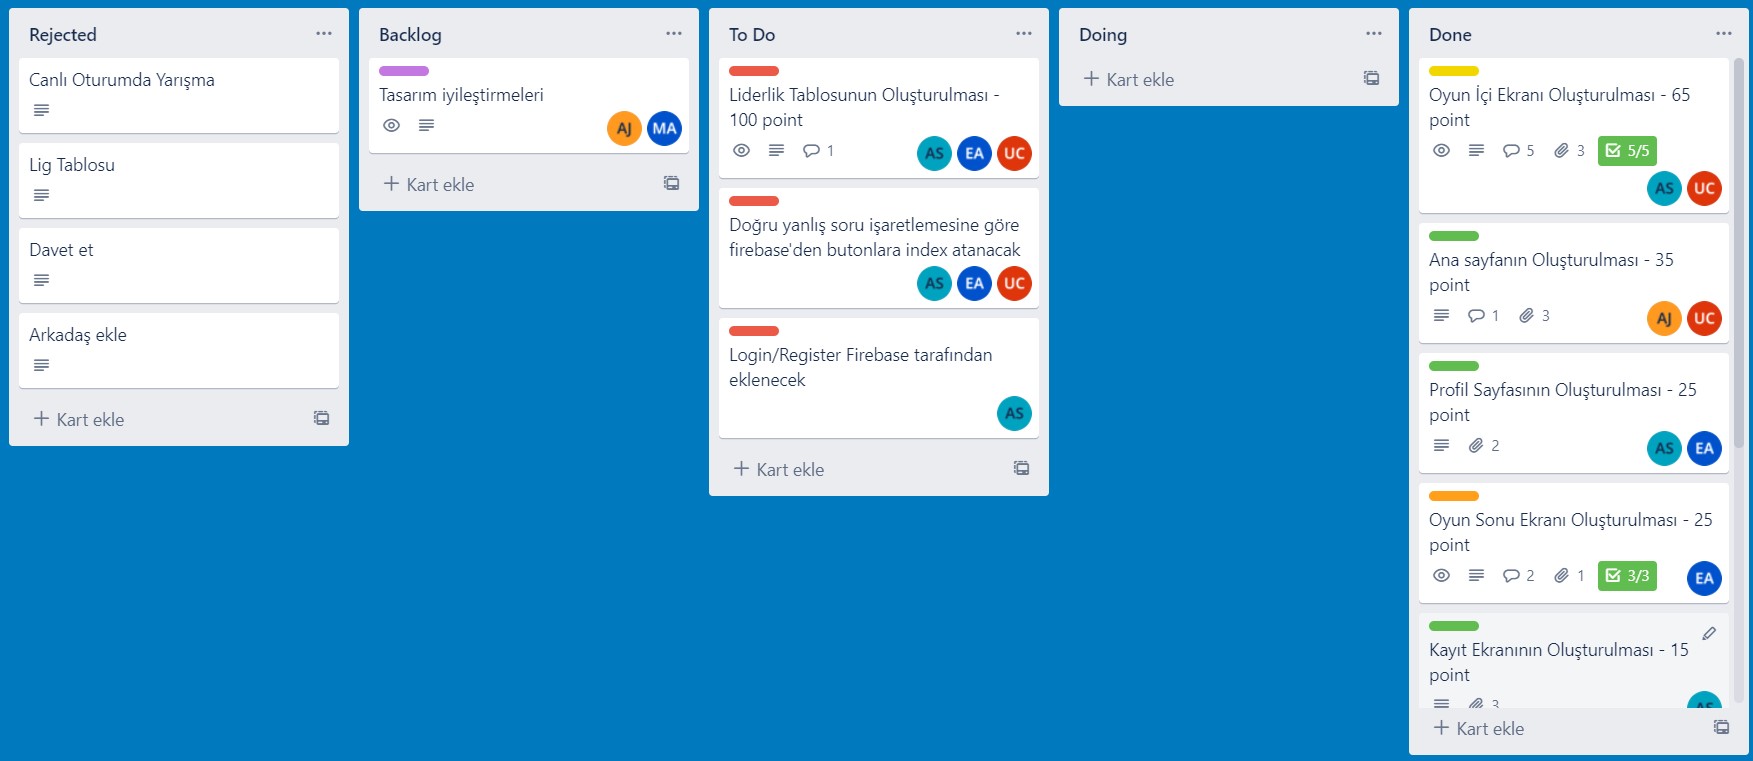 Rejected
Canlı Oturumda Yarışma
Lig Tablosu
Davet et
Arkadaş ekle
+ Kart ekle
Backlog
Tasarım iyileştirmeleri
AJ MA
+ Kart ekle
To Do
Liderlik Tablosunun Oluşturulması -
100 point
1 AS EA UC
Doğru yanlış soru işaretlemesine göre
firebase'den butonlara index atanacak
AS EA UC
Login/Register Firebase tarafından
eklenecek
AS
+ Kart ekle
Doing
+ Kart ekle
Done
Oyun İçi Ekranı Oluşturulması - 65
point
5 3 5/5
AS UC
Ana sayfanın Oluşturulması - 35
point
1 3 AJ UC
Profil Sayfasının Oluşturulması - 25
point
2 AS EA
Oyun Sonu Ekranı Oluşturulması - 25
point
2 1 3/3 EA
Kayıt Ekranının Oluşturulması - 15
point
3 AS
+ Kart ekle